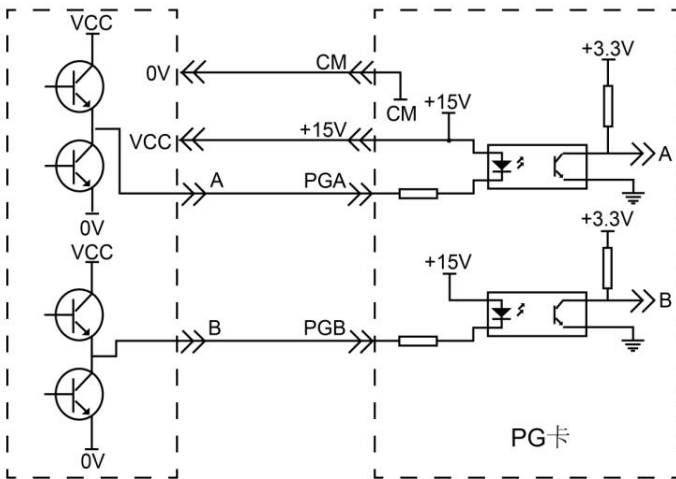 VCC
0V
CM
+3.3V
CM
+15V
VCC
+15V
A
A
PGA
0V
VCC
+3.3V
+15V
B
B
PGB
0V
PG卡